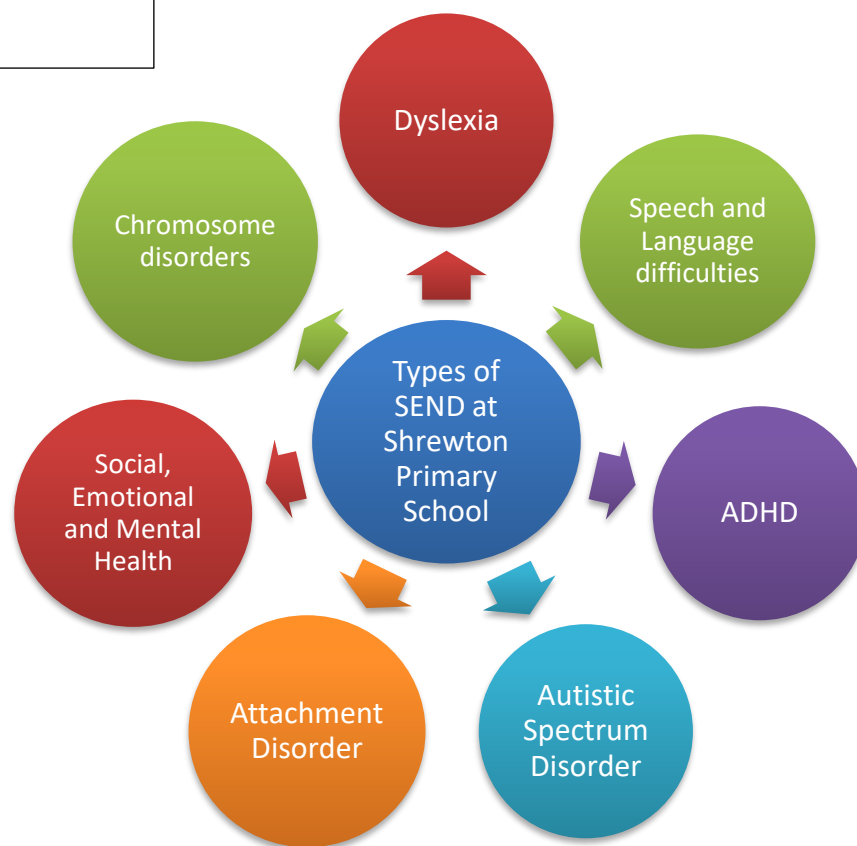 Dyslexia
Speech and
Language
difficulties
ADHD
Autistic
Spectrum
Disorder
Attachment
Disorder
Social,
Emotional
and Mental
Health
Chromosome
disorders
Types of
SEND at
Shrewton
Primary
School